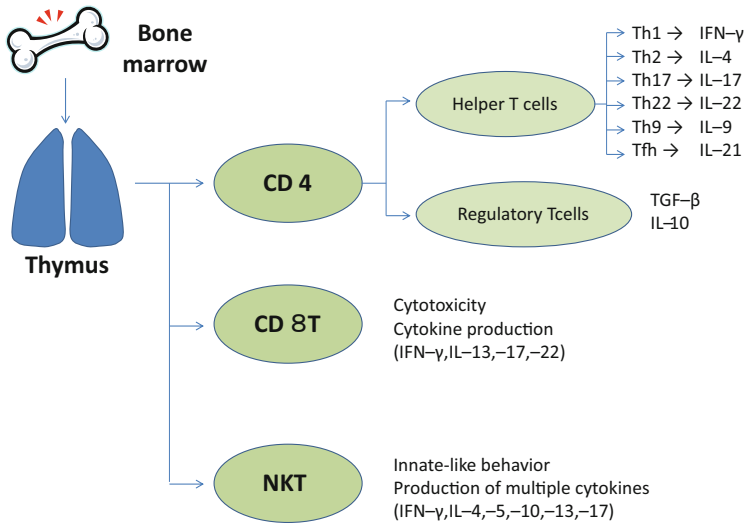 Bone
marrow
Thymus
CD 4
Helper T cells
Th1 → IFN–γ
Th2 → IL–4
Th17 → IL–17
Th22 → IL–22
Th9 → IL–9
Tfh → IL–21
Regulatory Tcells
TGF–β
IL–10
CD 8T
Cytotoxicity
Cytokine production
(IFN–γ,IL–13,–17,–22)
NKT
Innate-like behavior
Production of multiple cytokines
(IFN–γ,IL–4,–5,–10,–13,–17)